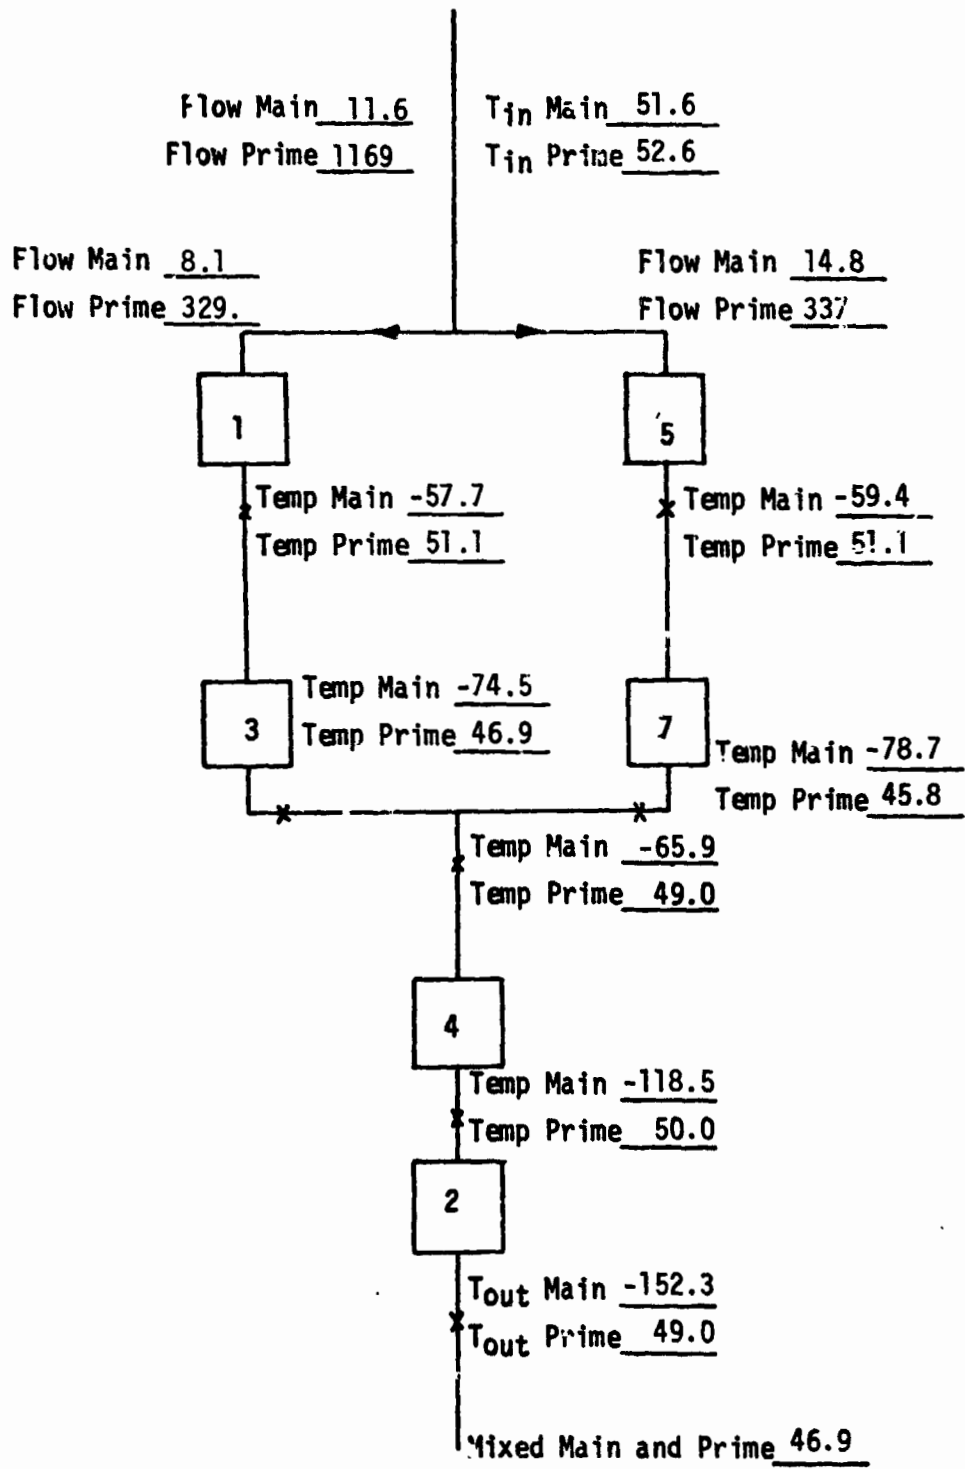 Flow Main 11.6
Flow Prime 1169
Tin Main 51.6
Tin Prime 52.6
Flow Main 8.1
Flow Prime 329.
Flow Main 14.8
Flow Prime 337
1
5
Temp Main -57.7
Temp Prime 51.1
Temp Main -59.4
Temp Prime 51.1
3
Temp Main -74.5
Temp Prime 46.9
7
Temp Main -78.7
Temp Prime 45.8
Temp Main -65.9
Temp Prime 49.0
4
Temp Main -118.5
Temp Prime 50.0
2
Tout Main -152.3
Tout Prime 49.0
Mixed Main and Prime 46.9